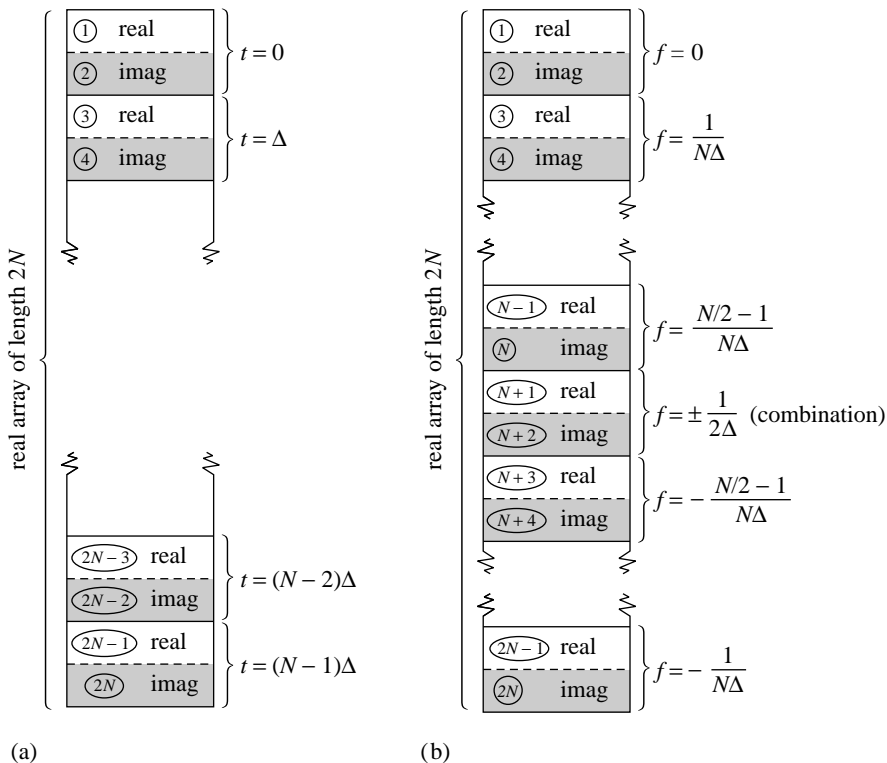 real array of length 2N
1 real
2 imag
t = 0
3 real
4 imag
t = Δ
2N − 3 real
2N − 2 imag
t = (N − 2)Δ
2N − 1 real
2N imag
t = (N − 1)Δ
(a)
real array of length 2N
1 real
2 imag
f = 0
3 real
4 imag
f = 1/NΔ
N − 1 real
N imag
f = N/2 − 1/NΔ
N + 1 real
N + 2 imag
f = ± 1/2Δ (combination)
N + 3 real
N + 4 imag
f = − N/2 − 1/NΔ
2N − 1 real
2N imag
f = − 1/NΔ
(b)